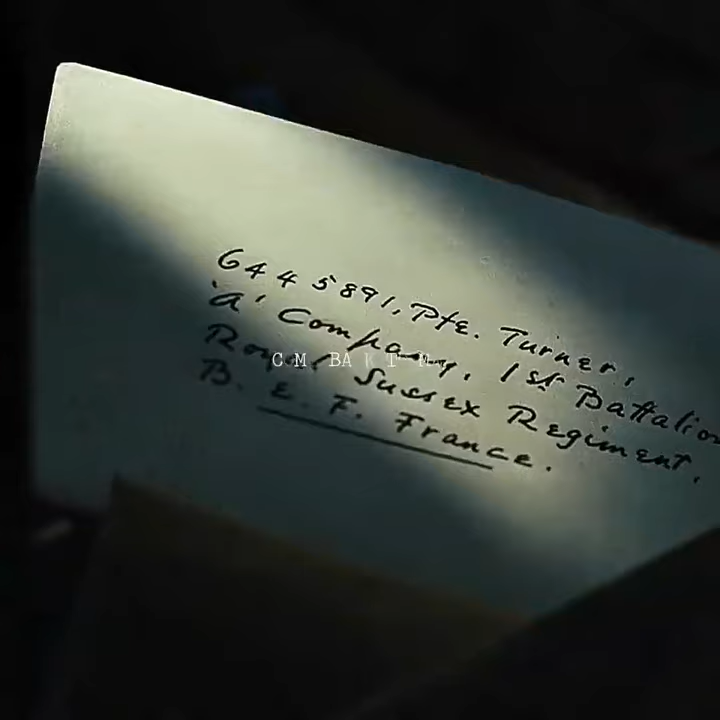 6445891, Pte. Turner,
'A' Company, 1st Battalion
Royal Sussex Regiment.
B. E. F. France.